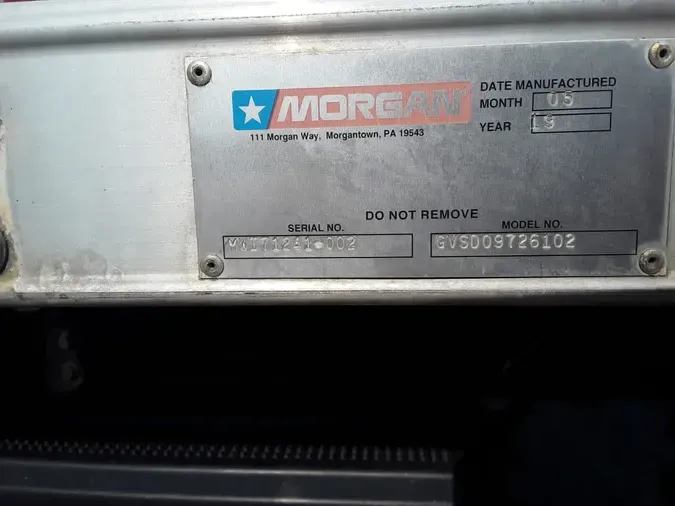 MORGAN
111 Morgan Way, Morgantown, PA 19543
DATE MANUFACTURED
MONTH 05
YEAR
DO NOT REMOVE
SERIAL NO.
MODEL NO.
GVSD09726102